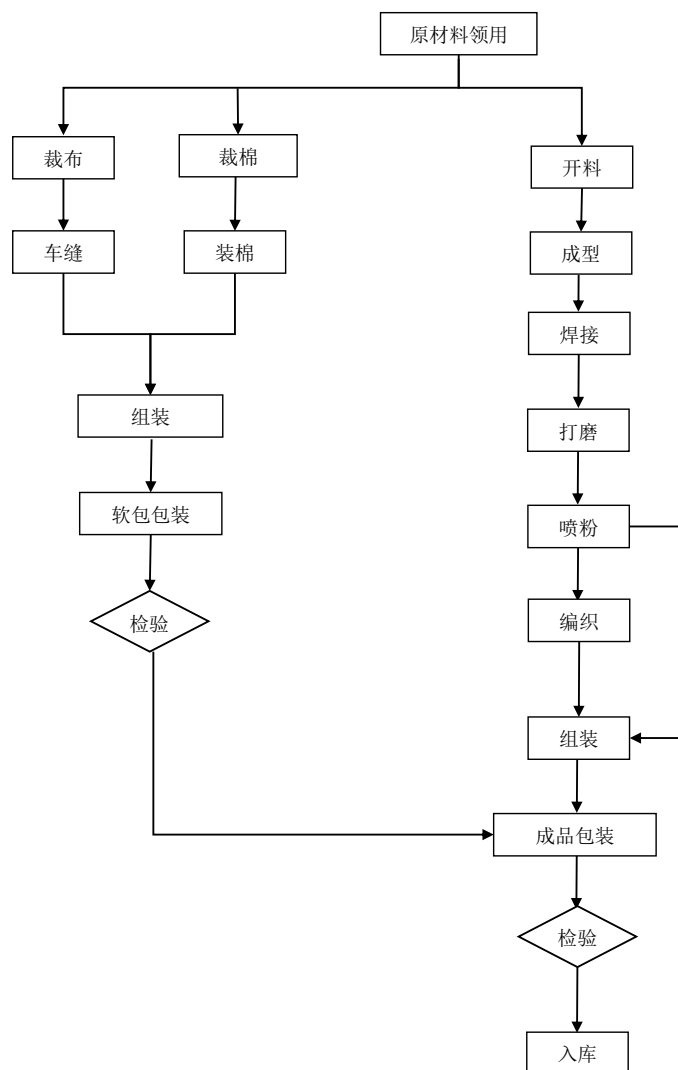 原材料领用
裁布
裁棉
开料
车缝
装棉
成型
焊接
组装
打磨
软包包装
喷粉
检验
编织
组装
成品包装
检验
入库